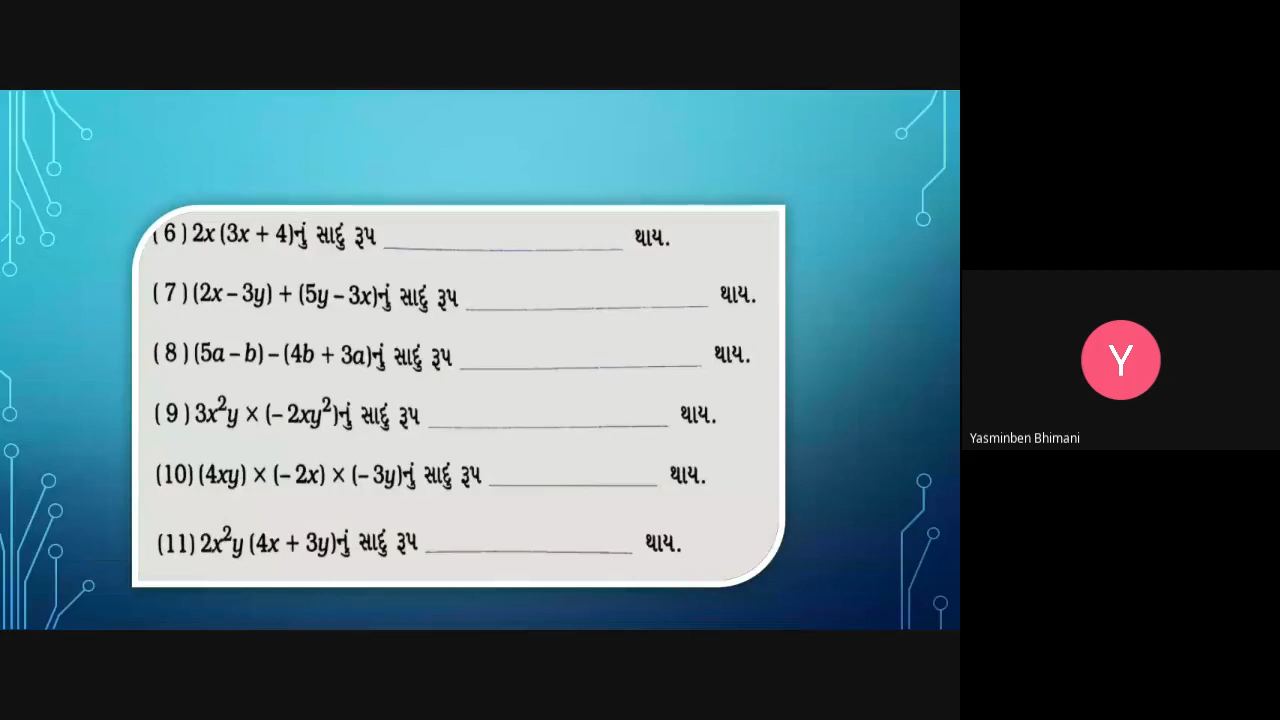 ( 6 ) 2x (3x + 4)નું સાદું રૂપ ____________ થાય.
( 7 ) (2x – 3y) + (5y – 3x)નું સાદું રૂપ ____________ થાય.
( 8 ) (5a – b) – (4b + 3a)નું સાદું રૂપ ____________ થાય.
( 9 ) 3x²y × (– 2xy²)નું સાદું રૂપ ____________ થાય.
(10) (4xy) × (– 2x) × (– 3y)નું સાદું રૂપ ____________ થાય.
(11) 2x²y (4x + 3y)નું સાદું રૂપ ____________ થાય.
Y
Yasminben Bhimani